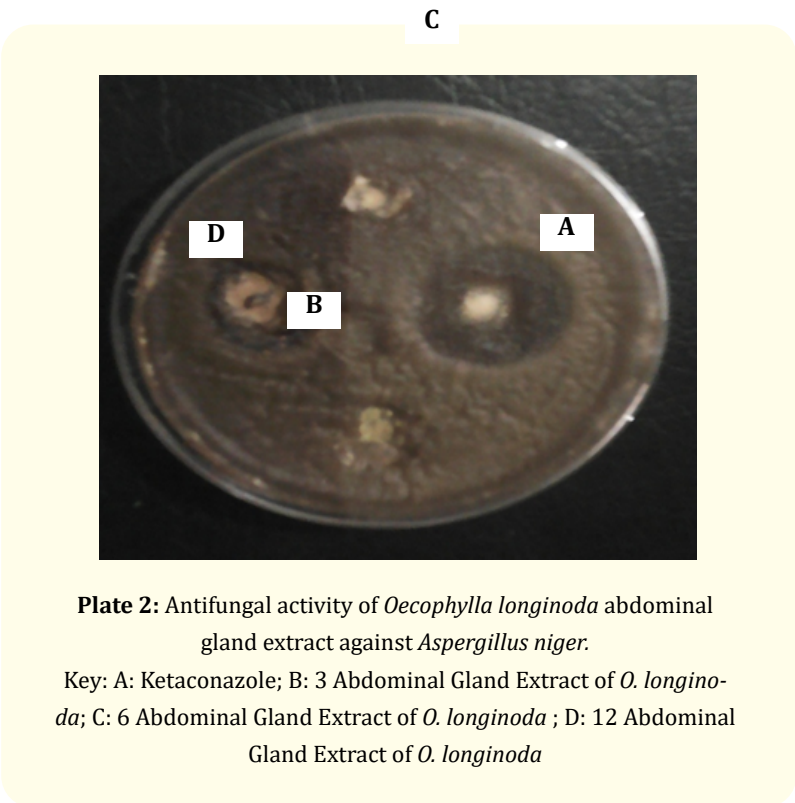 C
D
A
B
Plate 2: Antifungal activity of Oecophylla longinoda abdominal
gland extract against Aspergillus niger.
Key: A: Ketaconazole; B: 3 Abdominal Gland Extract of O. longino-
da; C: 6 Abdominal Gland Extract of O. longinoda ; D: 12 Abdominal
Gland Extract of O. longinoda